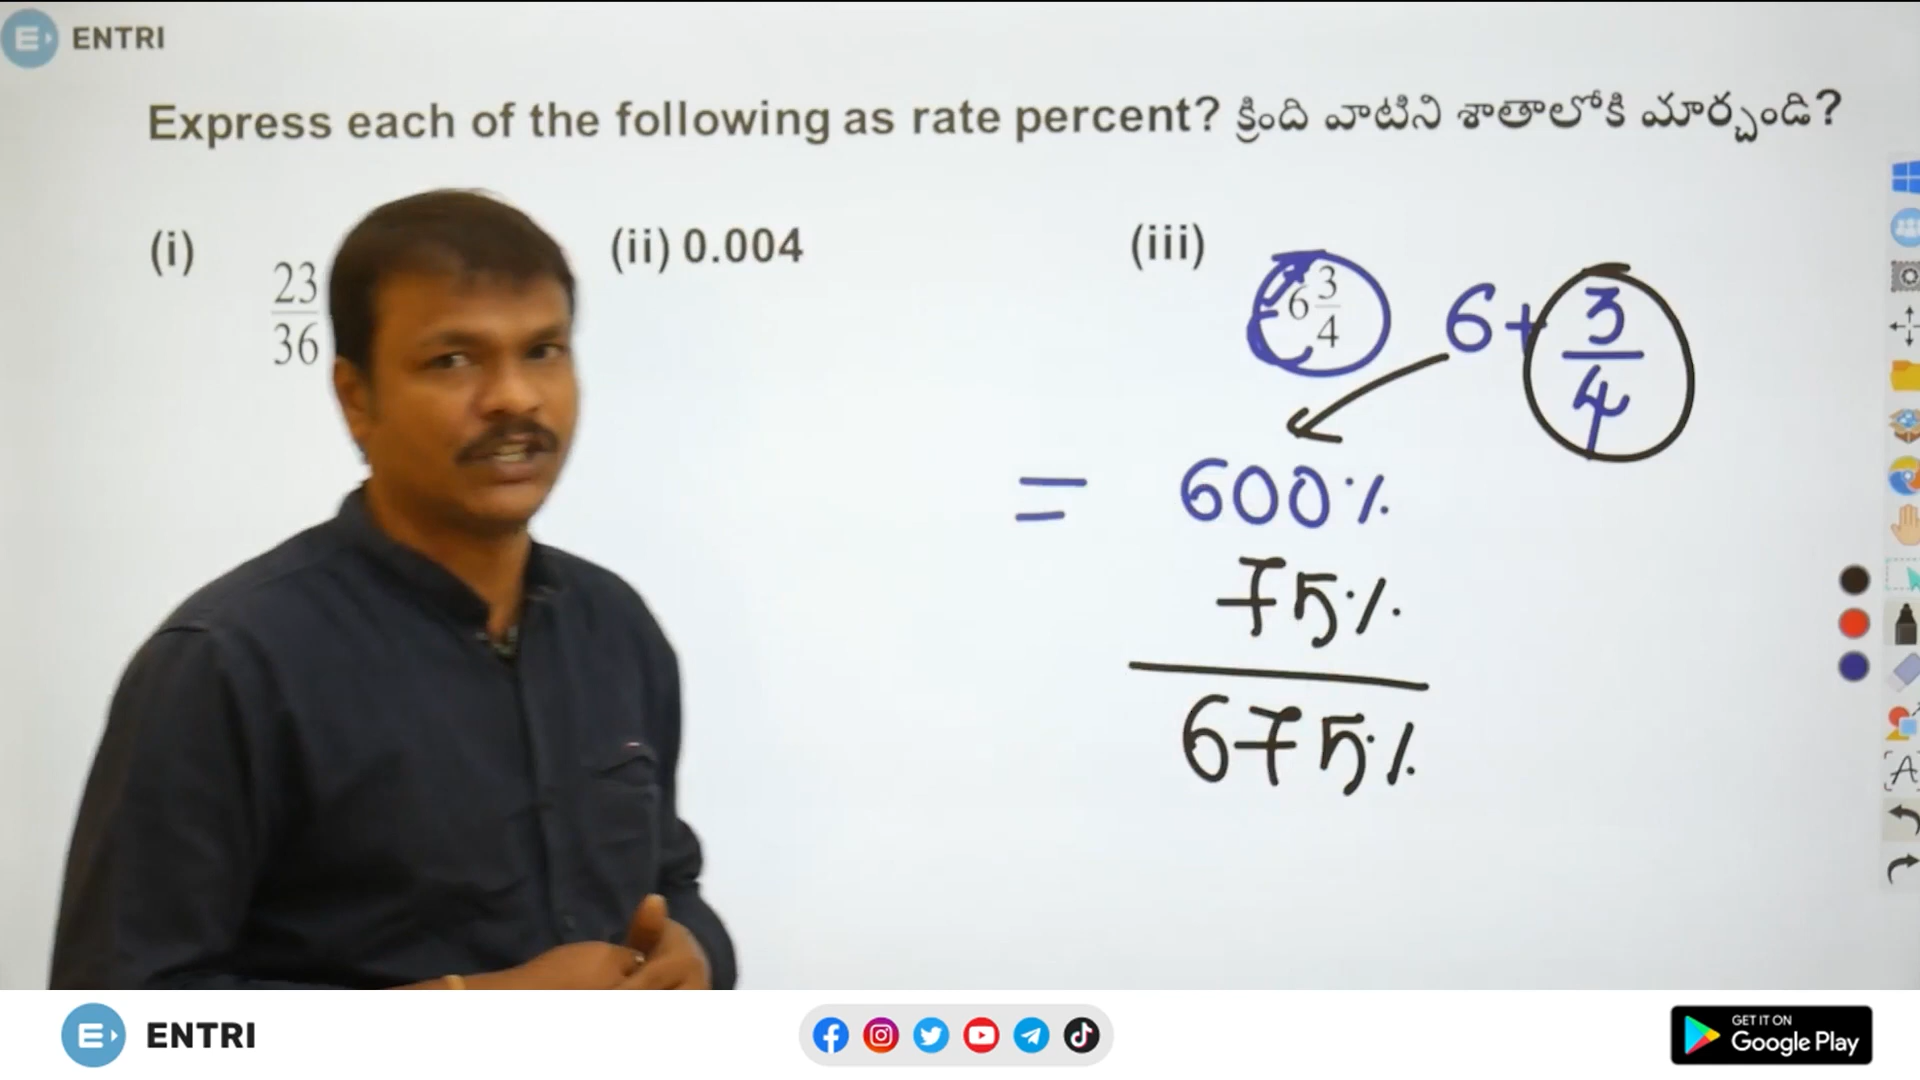 ENTRI
Express each of the following as rate percent? క్రింది వాటిని శాతాలోకి మార్చండి?
(i) 23/36
(ii) 0.004
(iii) 6 3/4
6+ 3/4
= 600%
75%
675%
ENTRI
GET IT ON
Google Play